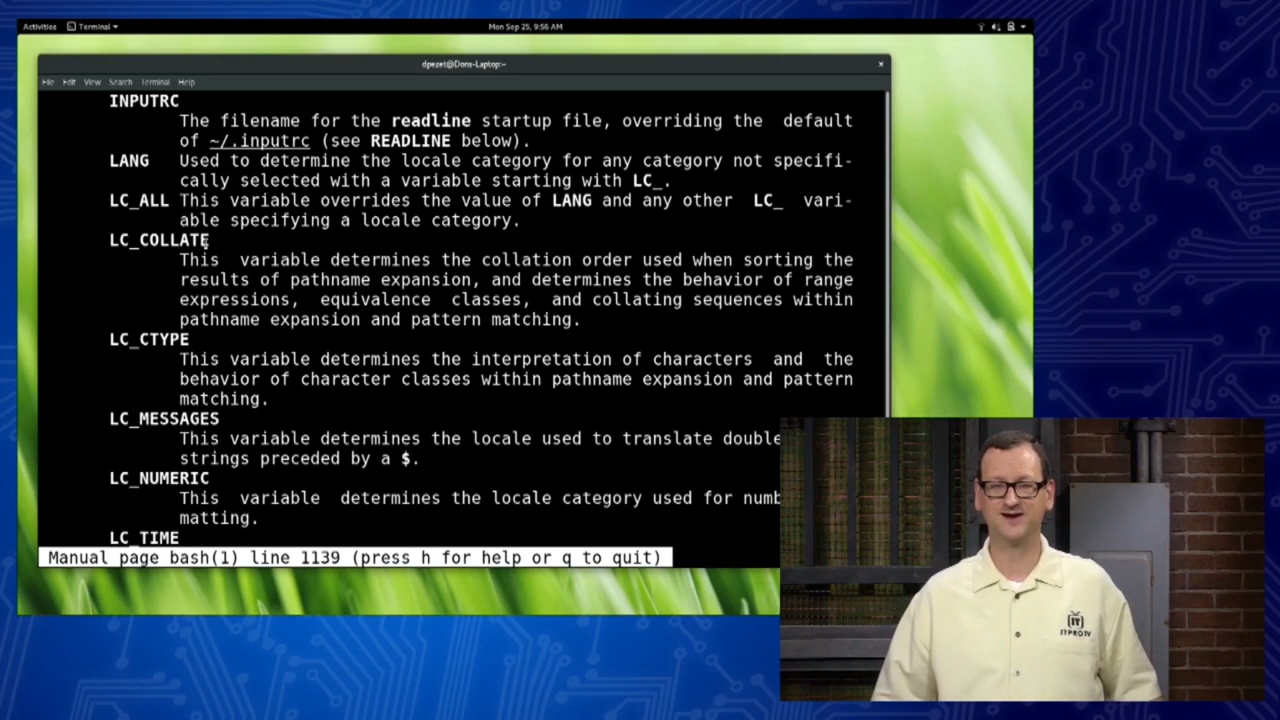 Activities Terminal Mon Sep 25, 9:56 AM
dpezet@Dons-Laptop:~
File Edit View Search Terminal Help
INPUTRC
The filename for the readline startup file, overriding the default
of ~/.inputrc (see READLINE below).
LANG Used to determine the locale category for any category not specifi-
cally selected with a variable starting with LC_.
LC_ALL This variable overrides the value of LANG and any other LC_ vari-
able specifying a locale category.
LC_COLLATE
This variable determines the collation order used when sorting the
results of pathname expansion, and determines the behavior of range
expressions, equivalence classes, and collating sequences within
pathname expansion and pattern matching.
LC_CTYPE
This variable determines the interpretation of characters and the
behavior of character classes within pathname expansion and pattern
matching.
LC_MESSAGES
This variable determines the locale used to translate double
strings preceded by a $.
LC_NUMERIC
This variable determines the locale category used for numb
matting.
LC_TIME
Manual page bash(1) line 1139 (press h for help or q to quit)
IT
ITPROTV